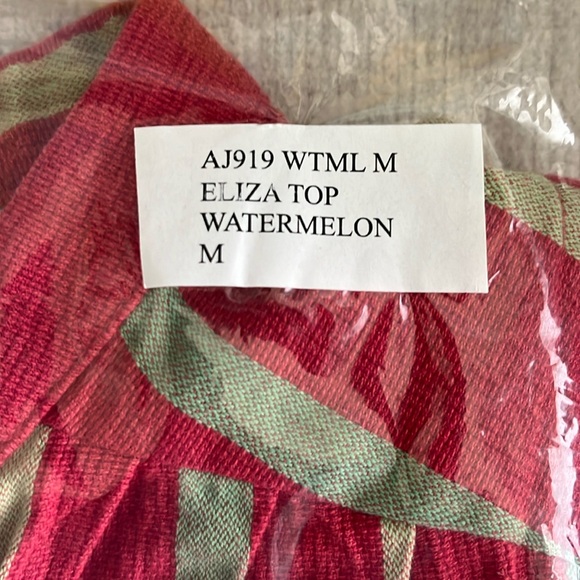 AJ919 WTML M
ELIZA TOP
WATERMELON
M